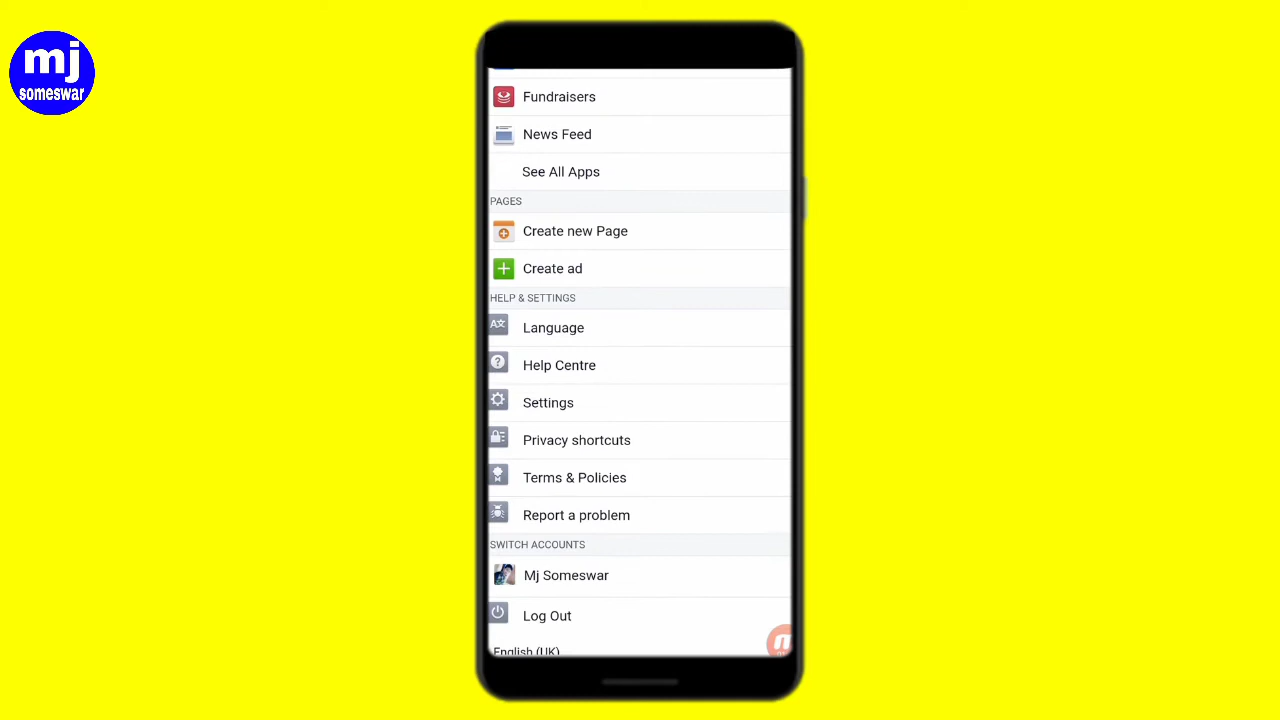 mj
someswar
Fundraisers
News Feed
See All Apps
PAGES
Create new Page
Create ad
HELP & SETTINGS
Language
Help Centre
Settings
Privacy shortcuts
Terms & Policies
Report a problem
SWITCH ACCOUNTS
Mj Someswar
Log Out
English (UK)